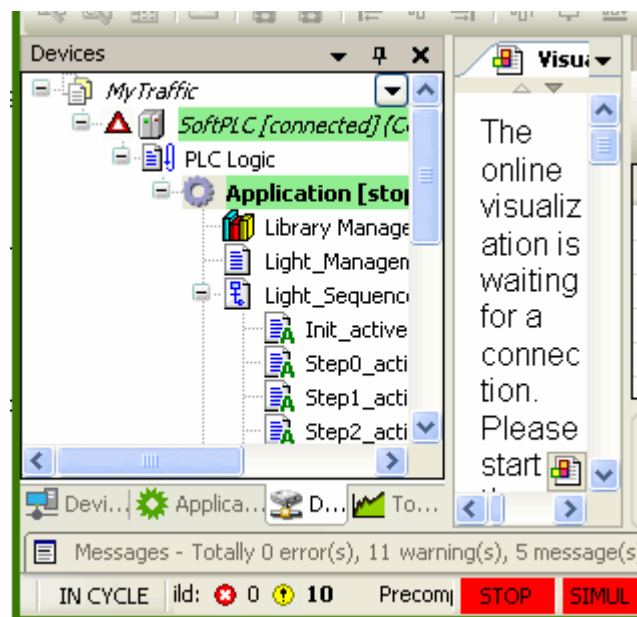 Devices
MyTraffic
SoftPLC [connected] (C
PLC Logic
Application [stop
Library Manage
Light_Managem
Light_Sequenc
Init_active
Step0_acti
Step1_acti
Step2_acti
Devi... Applica... D... To...
Visua
The
online
visualiz
ation is
waiting
for a
connec
tion.
Please
start
Messages - Totally 0 error(s), 11 warning(s), 5 message(s
IN CYCLE ild: 0 10 Precomp STOP SIMUL